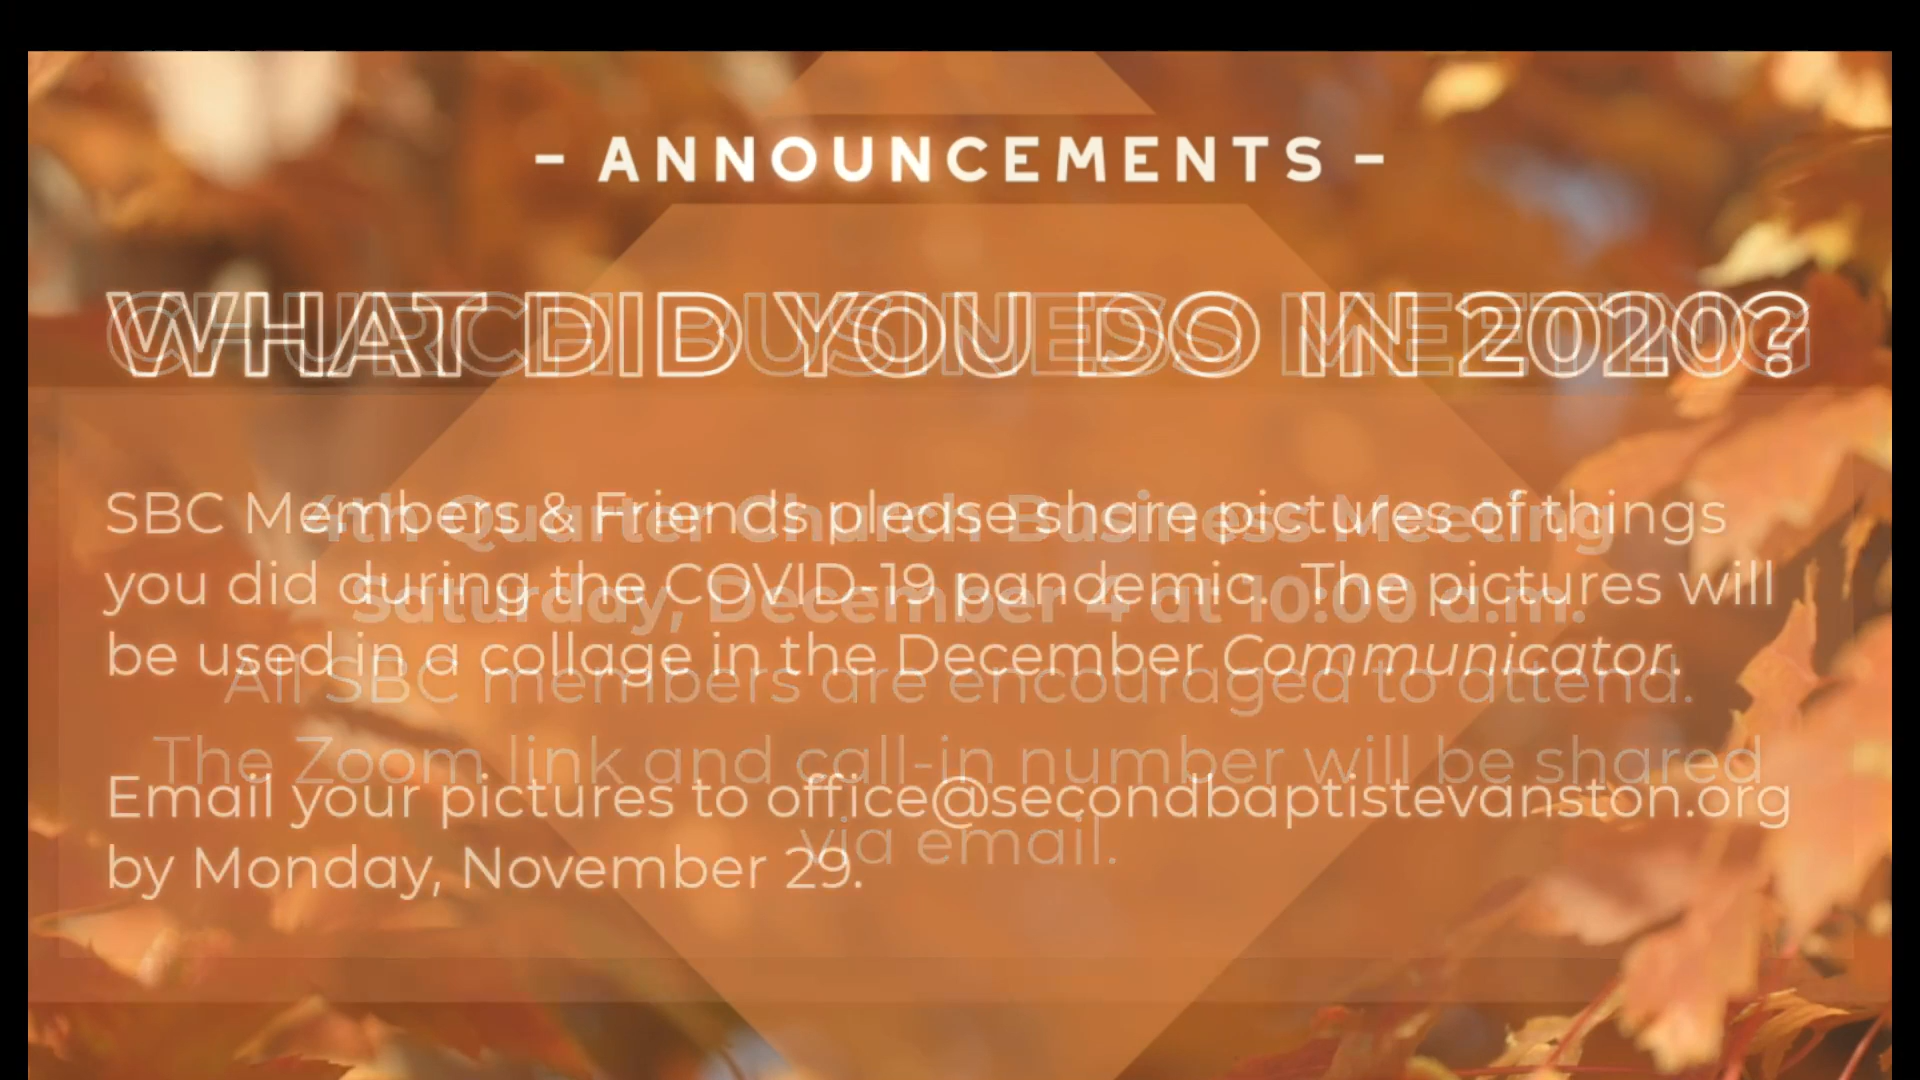 - ANNOUNCEMENTS -
WHAT DID YOU DO IN 2020?
SBC Members & Friends please share pictures of things
you did during the COVID-19 pandemic. The pictures will
be used in a collage in the December Communicator.
Email your pictures to office@secondbaptistevanston.org
by Monday, November 29.
CHURCH BUSINESS MEETING
4th Quarter Church Business Meeting
Saturday, December 4 at 10:00 a.m.
All SBC members are encouraged to attend.
The Zoom link and call-in number will be shared
via email.